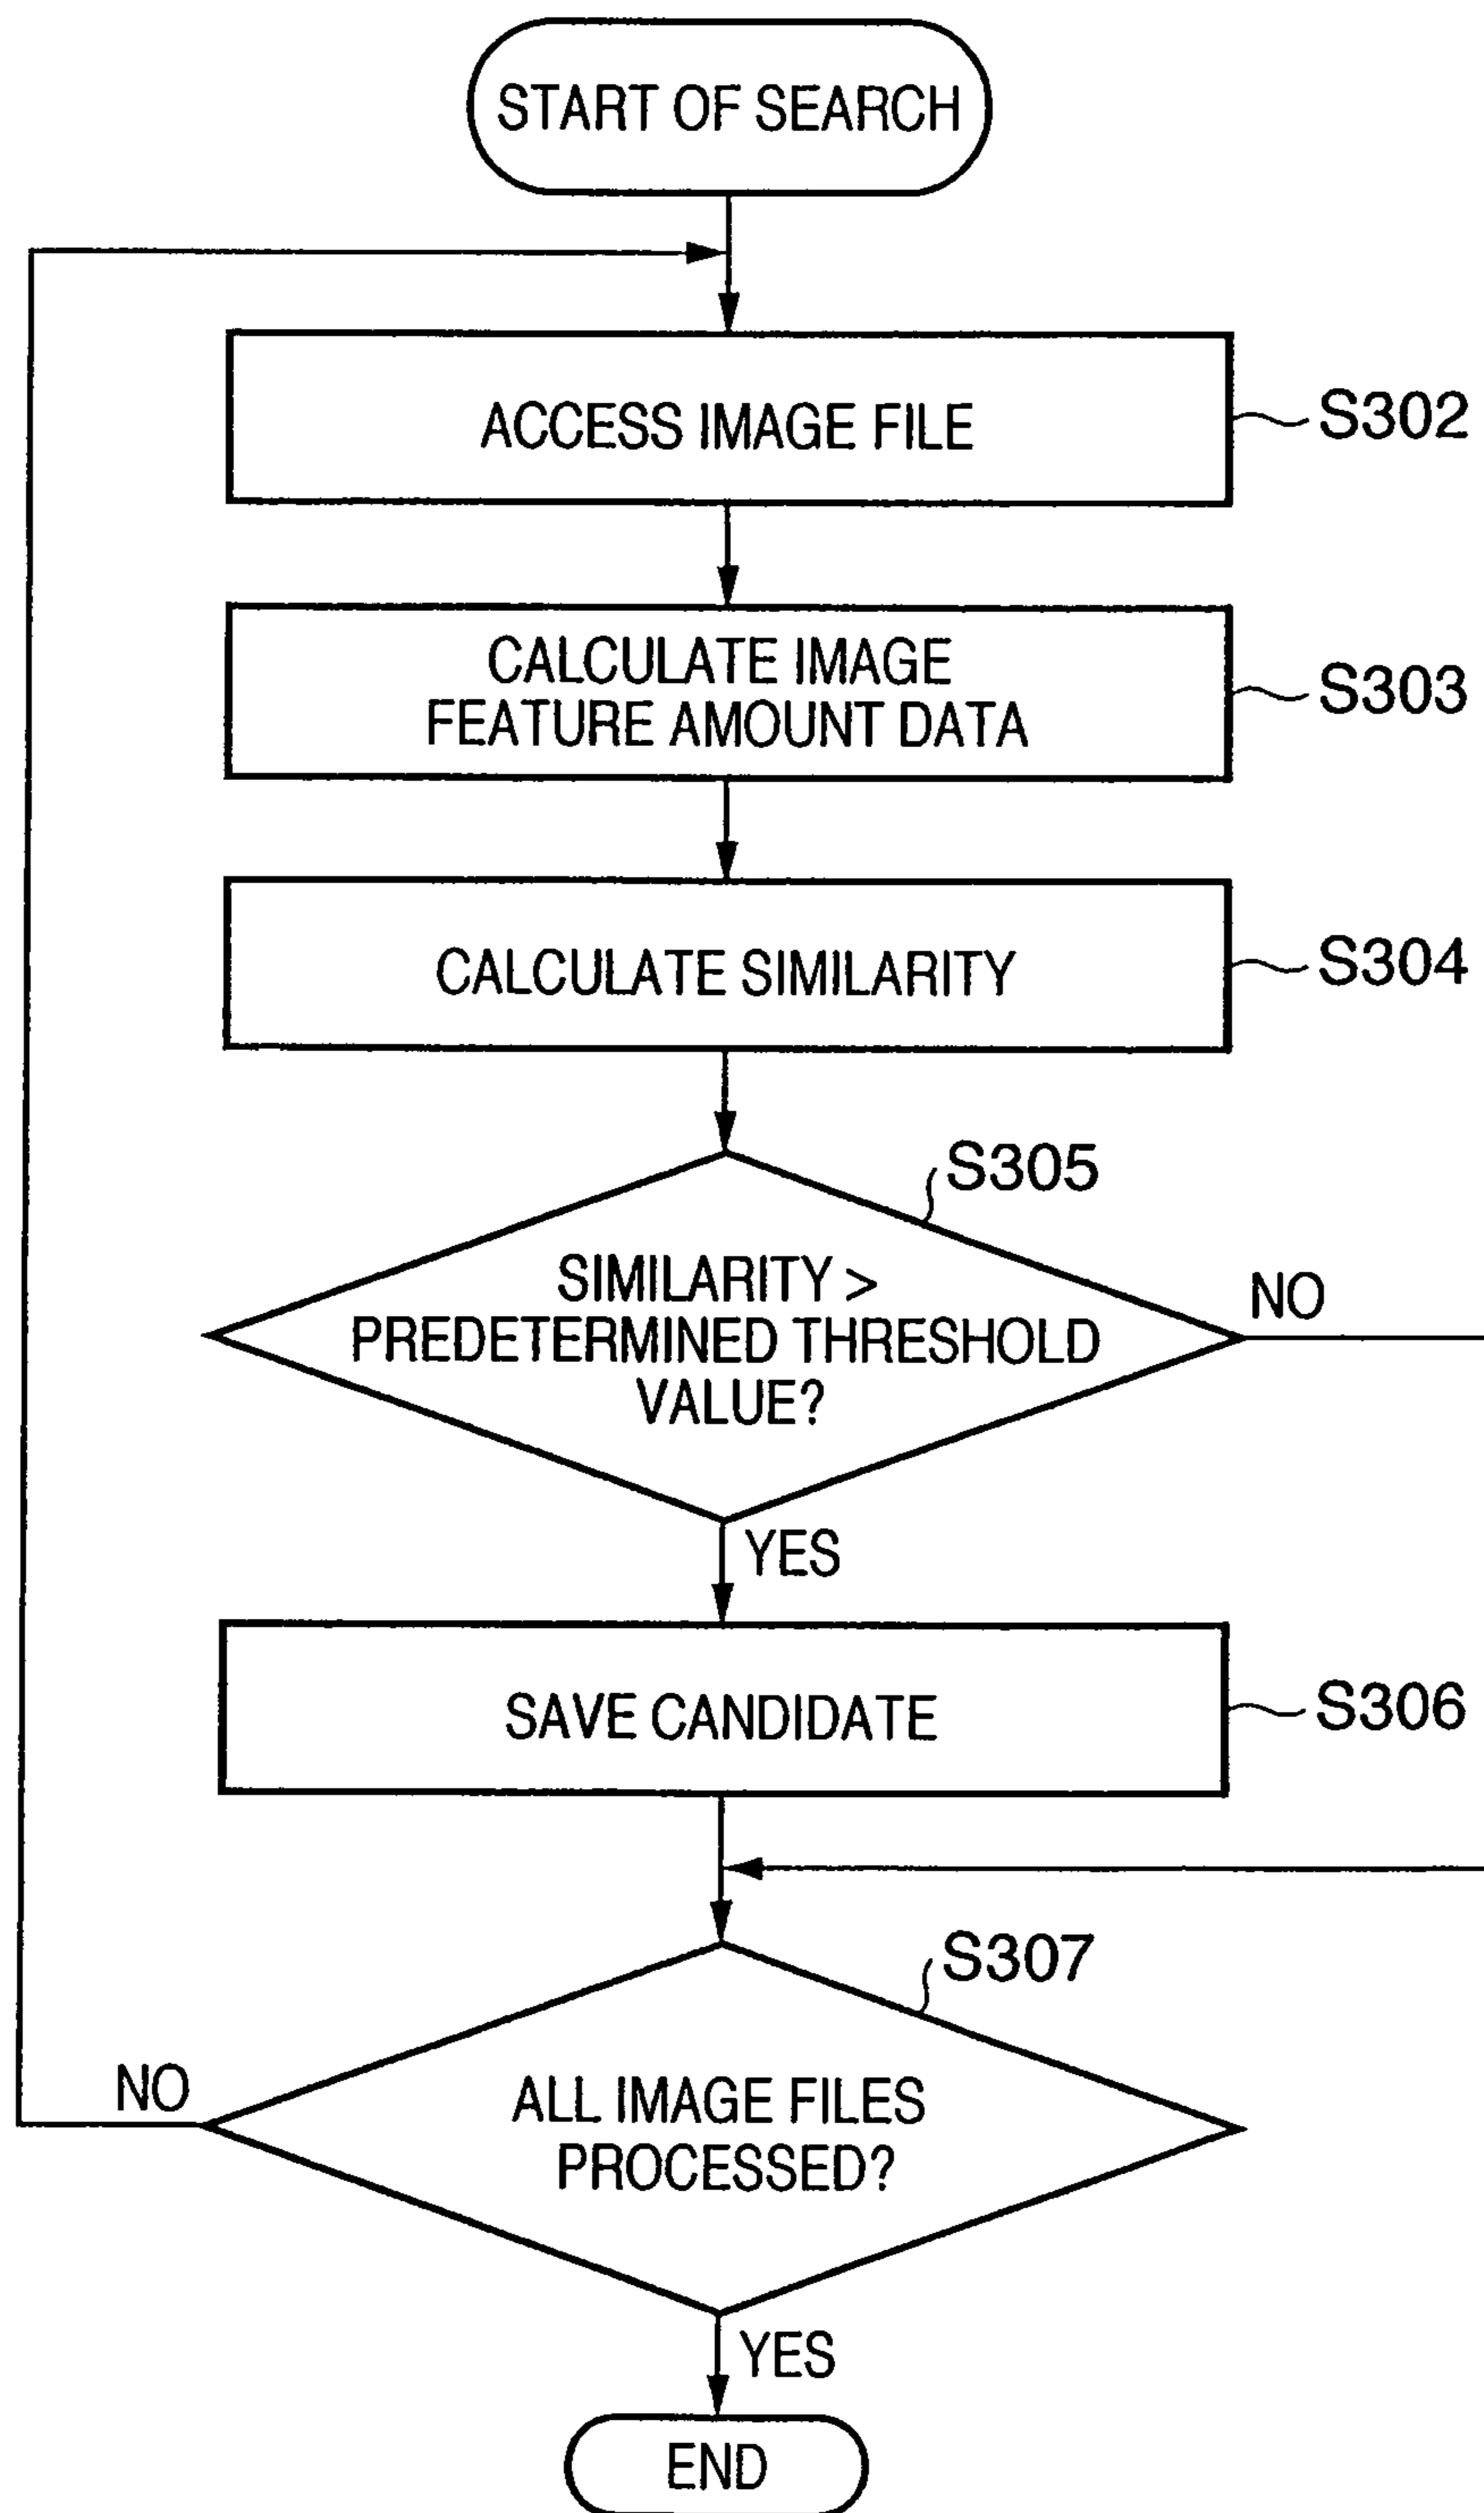 START OF SEARCH
ACCESS IMAGE FILE
S302
CALCULATE IMAGE
FEATURE AMOUNT DATA
S303
CALCULATE SIMILARITY
S304
S305
SIMILARITY >
PREDETERMINED THRESHOLD
VALUE?
NO
YES
SAVE CANDIDATE
S306
S307
ALL IMAGE FILES
PROCESSED?
NO
YES
END